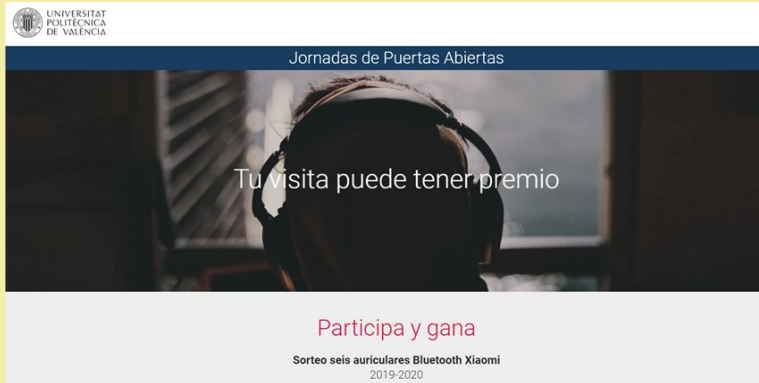 UNIVERSITAT
POLITÈCNICA
DE VALÈNCIA
Jornadas de Puertas Abiertas
Tu visita puede tener premio
Participa y gana
Sorteo seis auriculares Bluetooth Xiaomi
2019-2020